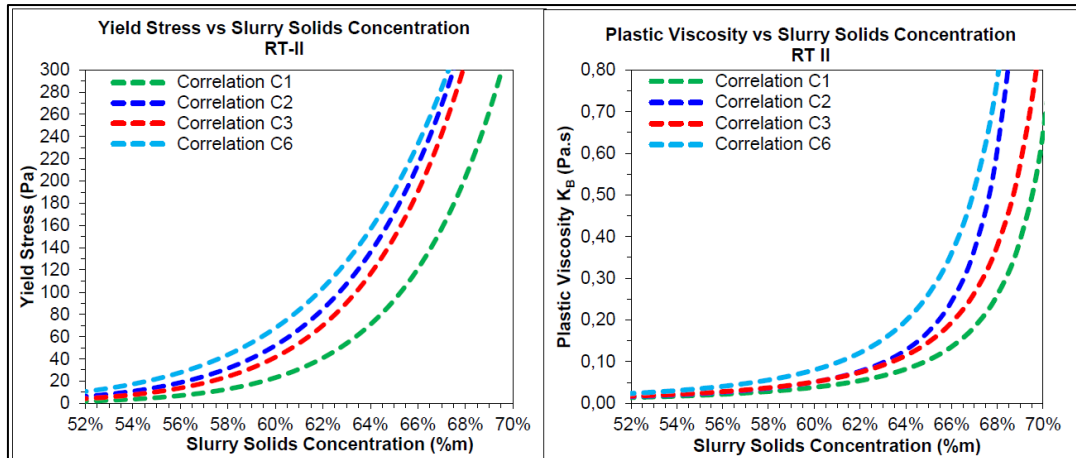 Yield Stress vs Slurry Solids Concentration
RT-II
300
280
260
240
220
200
180
160
140
120
100
80
60
40
20
0
Yield Stress (Pa)
Correlation C1
Correlation C2
Correlation C3
Correlation C6
52% 54% 56% 58% 60% 62% 64% 66% 68% 70%
Slurry Solids Concentration (%m)
Plastic Viscosity vs Slurry Solids Concentration
RT II
0,80
0,70
0,60
0,50
0,40
0,30
0,20
0,10
0,00
Plastic Viscosity KB (Pa.s)
Correlation C1
Correlation C2
Correlation C3
Correlation C6
52% 54% 56% 58% 60% 62% 64% 66% 68% 70%
Slurry Solids Concentration (%m)